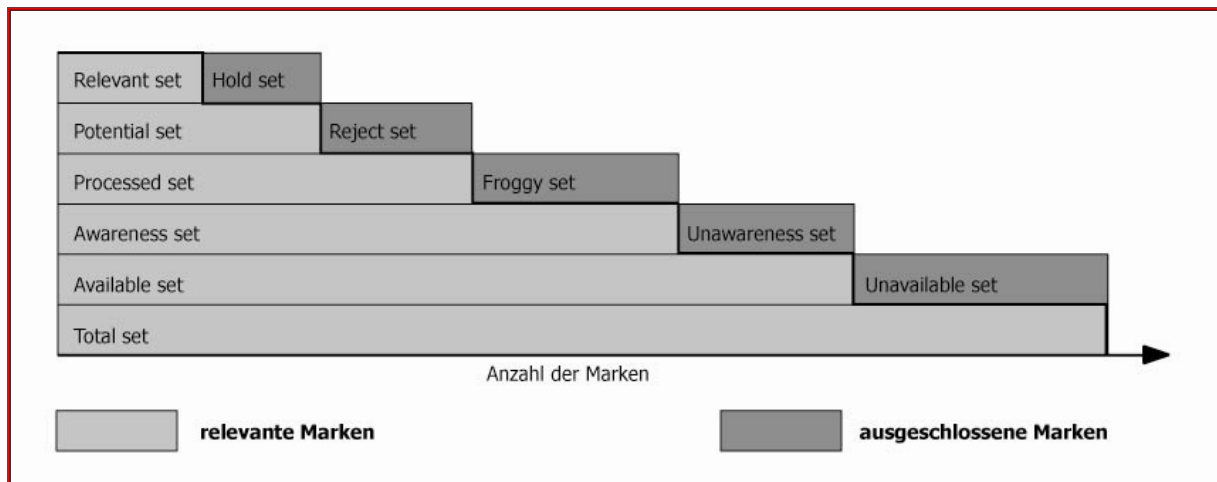 Relevant set Hold set
Potential set Reject set
Processed set Froggy set
Awareness set Unawareness set
Available set Unavailable set
Total set
Anzahl der Marken
relevante Marken ausgeschlossene Marken